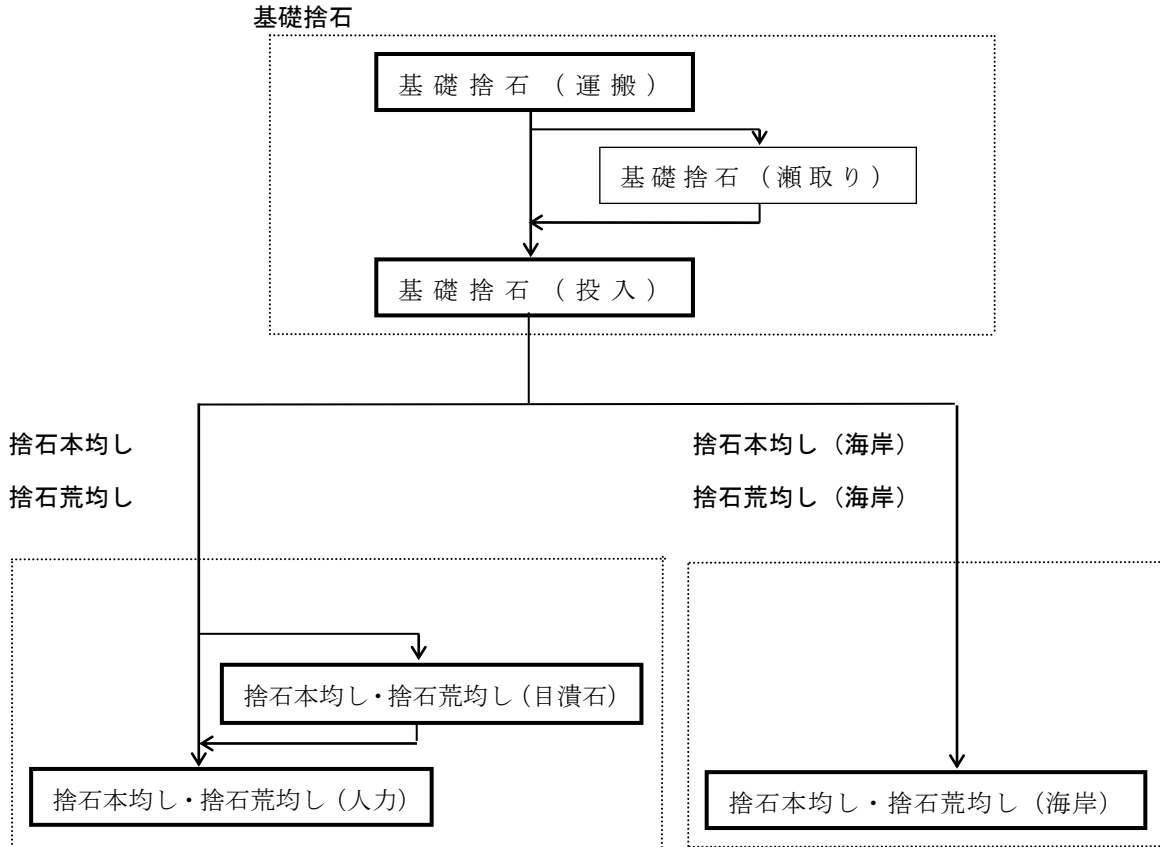 基礎捨石
基礎捨石（運搬）
基礎捨石（瀬取り）
基礎捨石（投入）
捨石本均し
捨石荒均し
捨石本均し（海岸）
捨石荒均し（海岸）
捨石本均し・捨石荒均し（目潰石）
捨石本均し・捨石荒均し（人力）
捨石本均し・捨石荒均し（海岸）